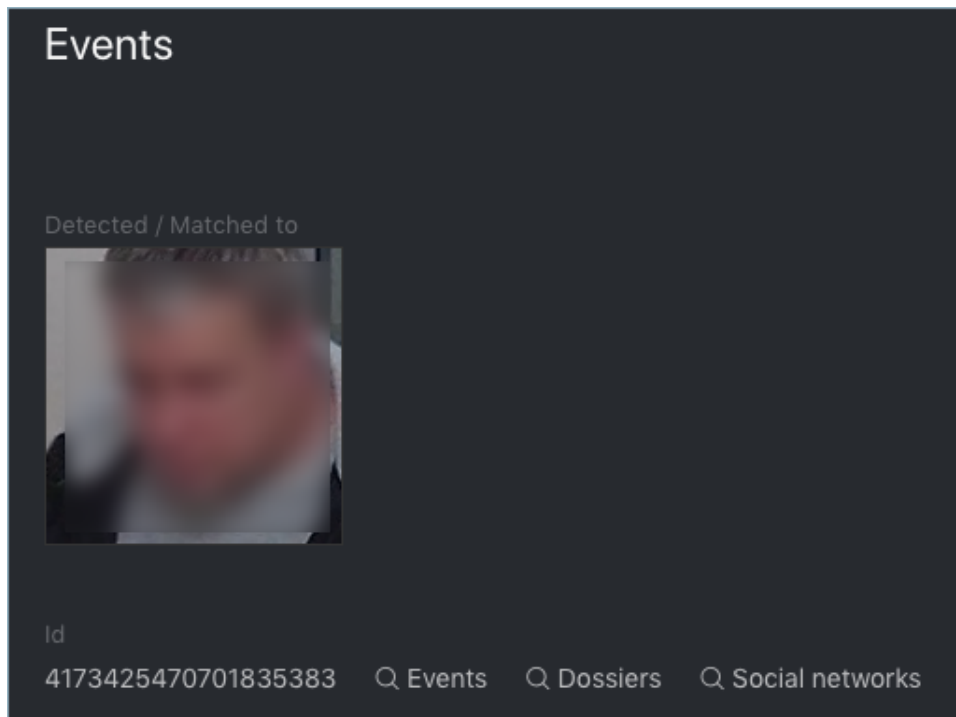 Events
Detected / Matched to
Id
4173425470701835383 Events Dossiers Social networks